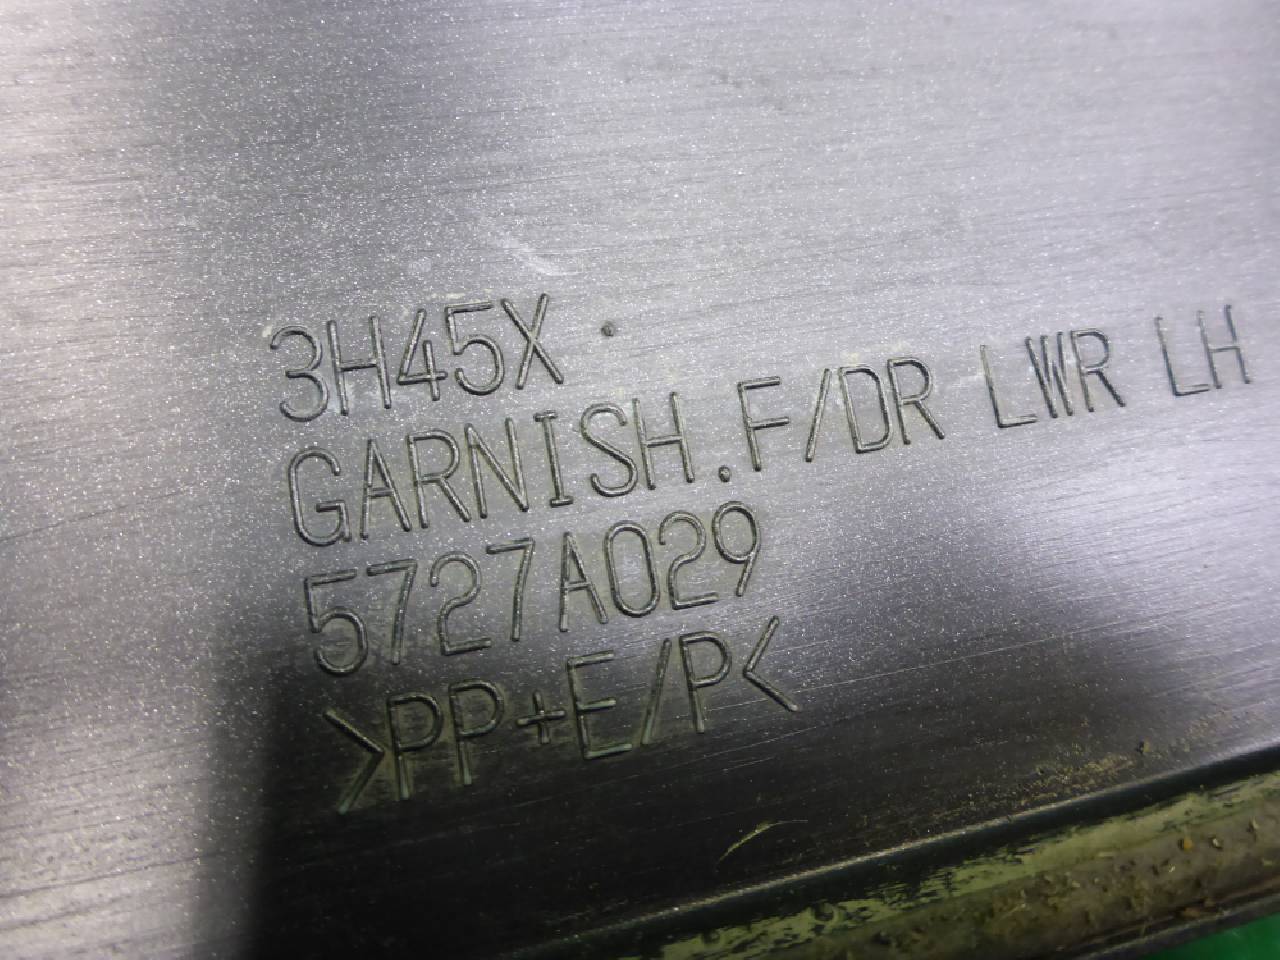 3H45X
GARNISH.F/DR LWR LH
5727A029
>PP+E/P<